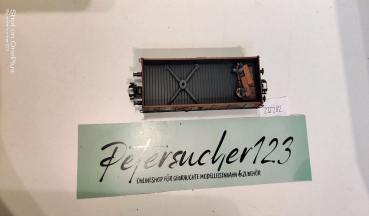 Shot on OnePlus
Petersucher123
ONLINESHOP FÜR GEBRAUCHTE MODELLEISENBAHN & ZUBEHÖR